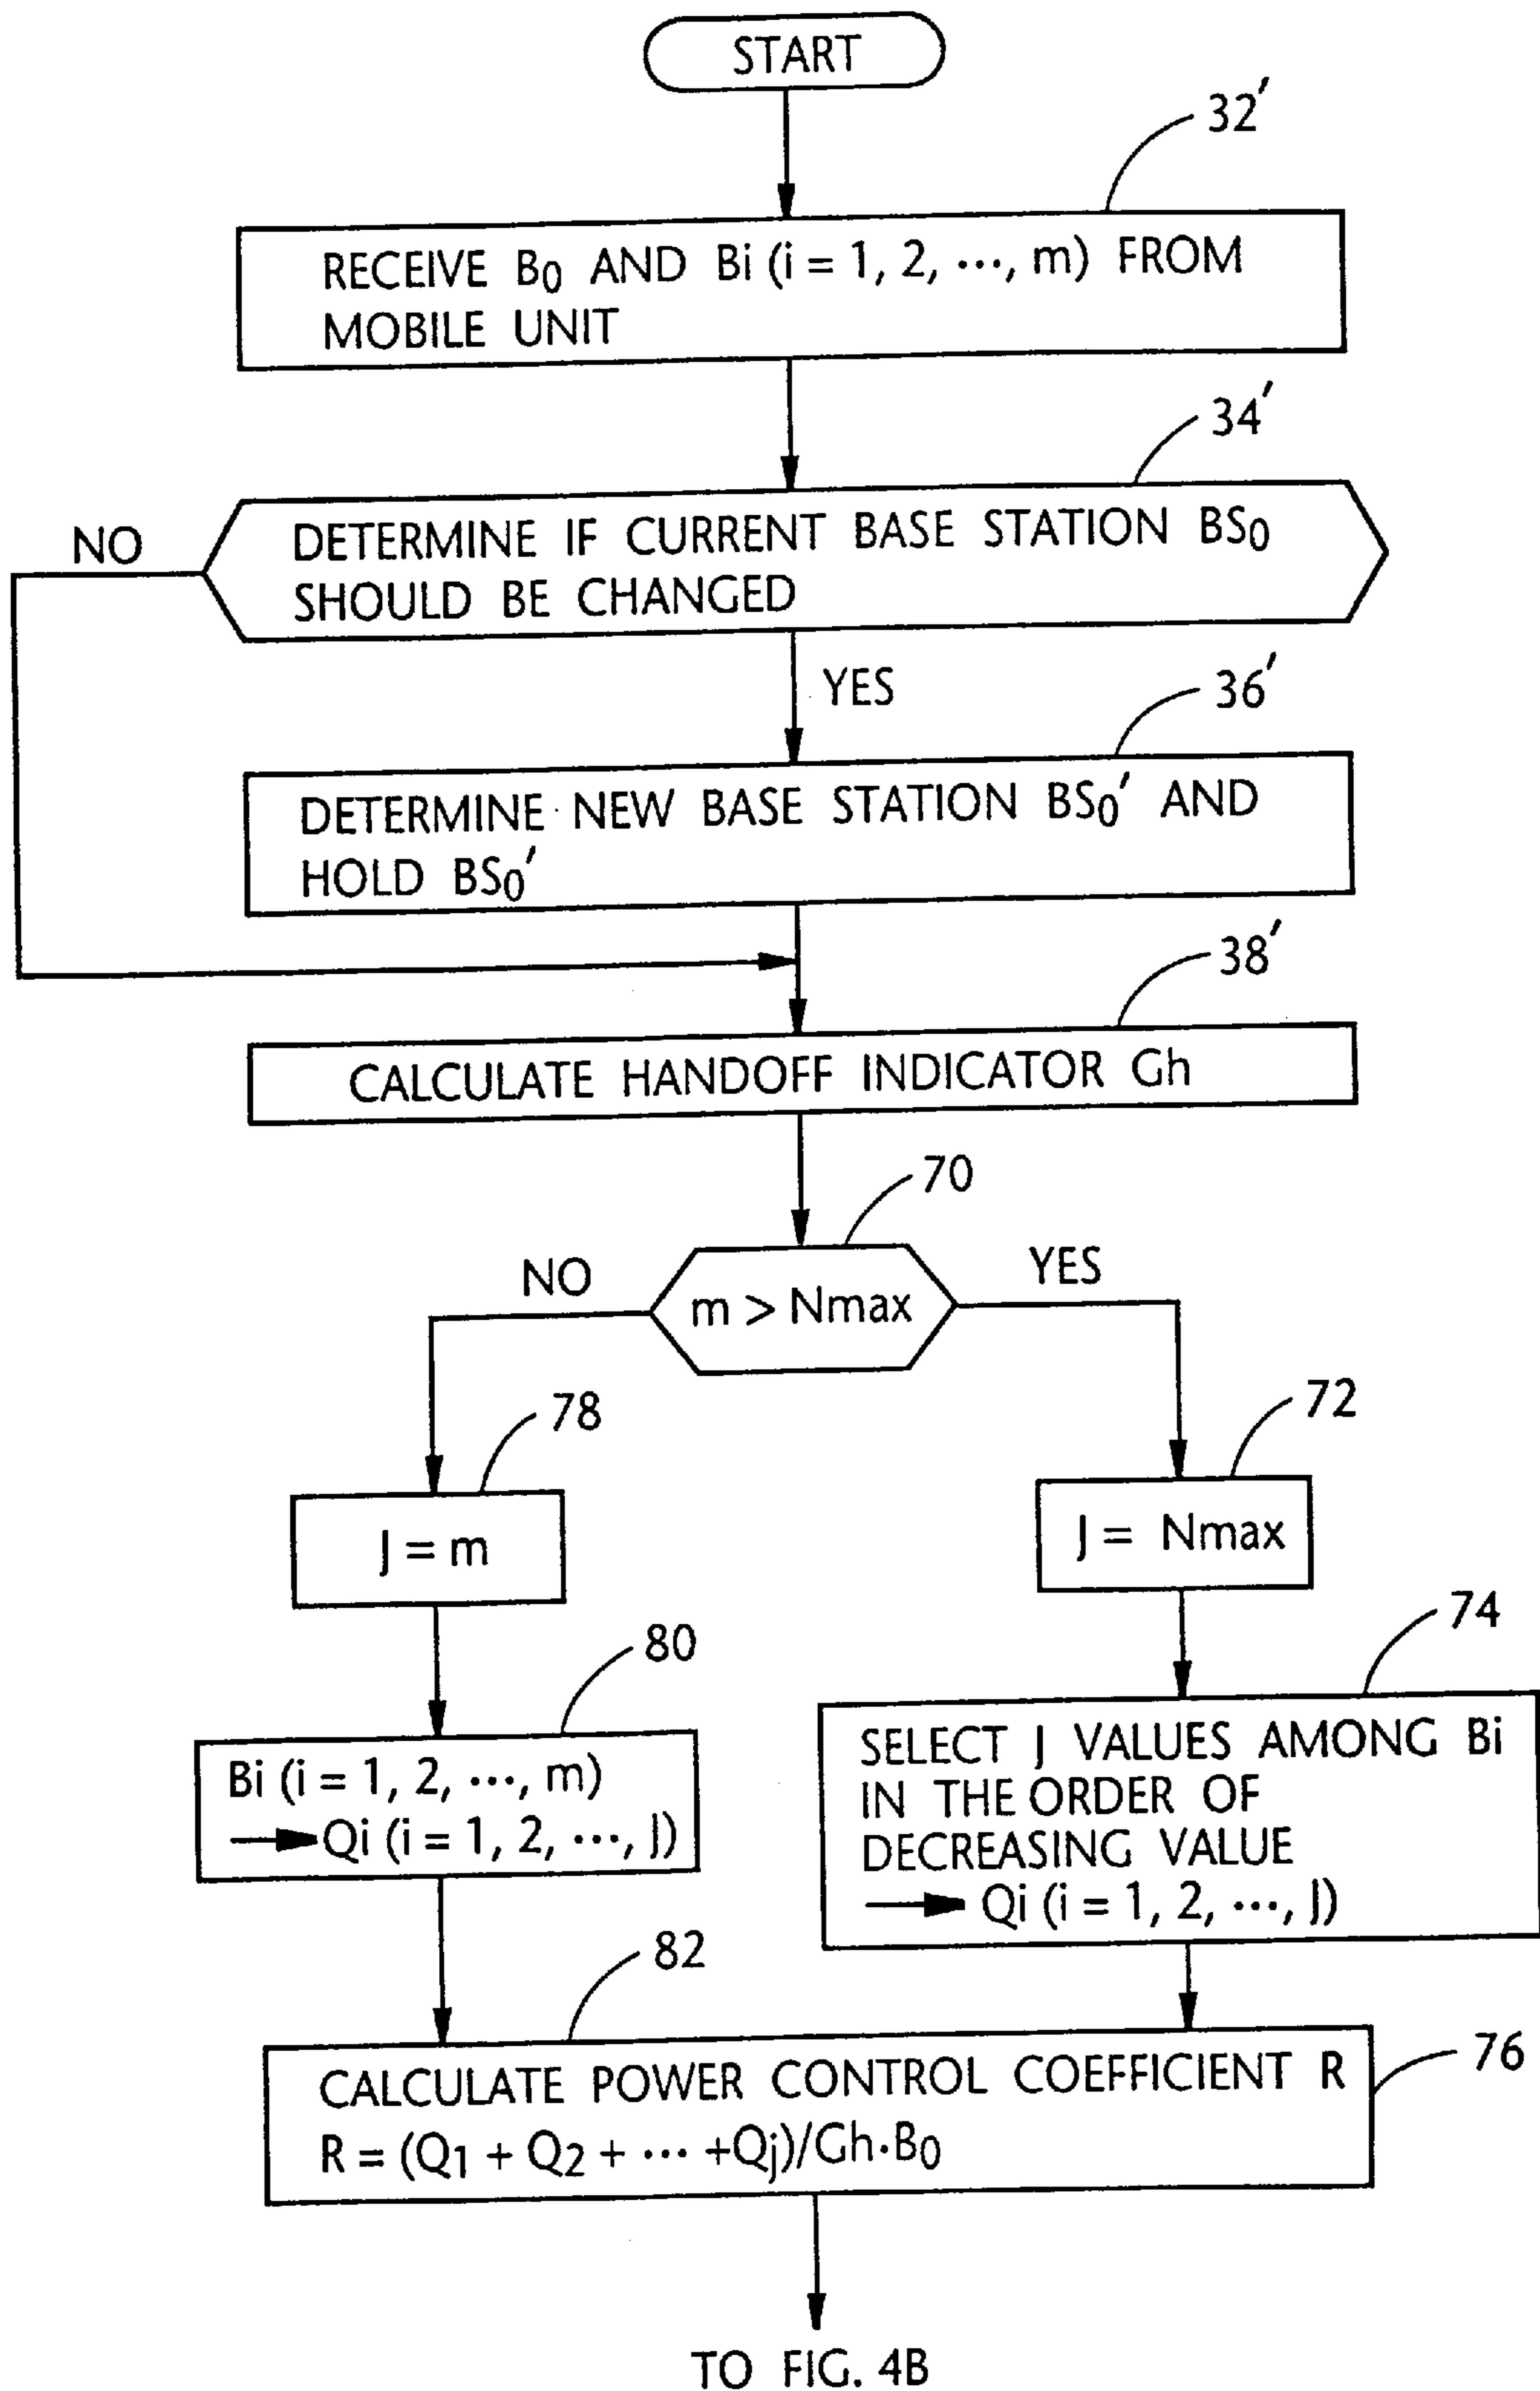 START
32′
RECEIVE B₀ AND Bi (i = 1, 2, ⋯, m) FROM
MOBILE UNIT
34′
NO
DETERMINE IF CURRENT BASE STATION BS₀
SHOULD BE CHANGED
YES
36′
DETERMINE NEW BASE STATION BS₀′ AND
HOLD BS₀′
38′
CALCULATE HANDOFF INDICATOR Gh
70
NO
YES
m > Nmax
78
72
J = m
J = Nmax
80
74
Bi (i = 1, 2, ⋯, m)
→ Qi (i = 1, 2, ⋯, J)
SELECT J VALUES AMONG Bi
IN THE ORDER OF
DECREASING VALUE
→ Qi (i = 1, 2, ⋯, J)
82
76
CALCULATE POWER CONTROL COEFFICIENT R
R = (Q₁ + Q₂ + ⋯ +Qj)/Gh·B₀
TO FIG. 4B